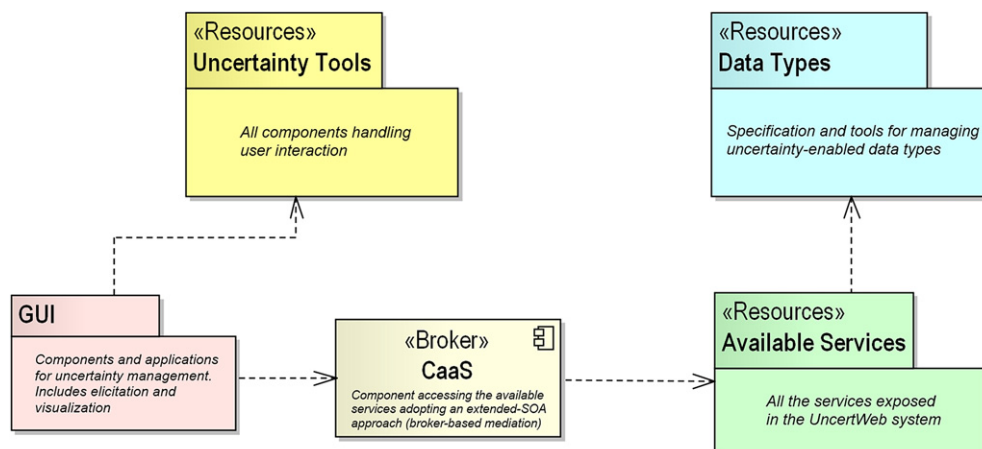 «Resources»
Uncertainty Tools
All components handling
user interaction
«Resources»
Data Types
Specification and tools for managing
uncertainty-enabled data types
GUI
Components and applications
for uncertainty management.
Includes elicitation and
visualization
«Broker»
CaaS
Component accessing the available
services adopting an extended-SOA
approach (broker-based mediation)
«Resources»
Available Services
All the services exposed
in the UncertWeb system